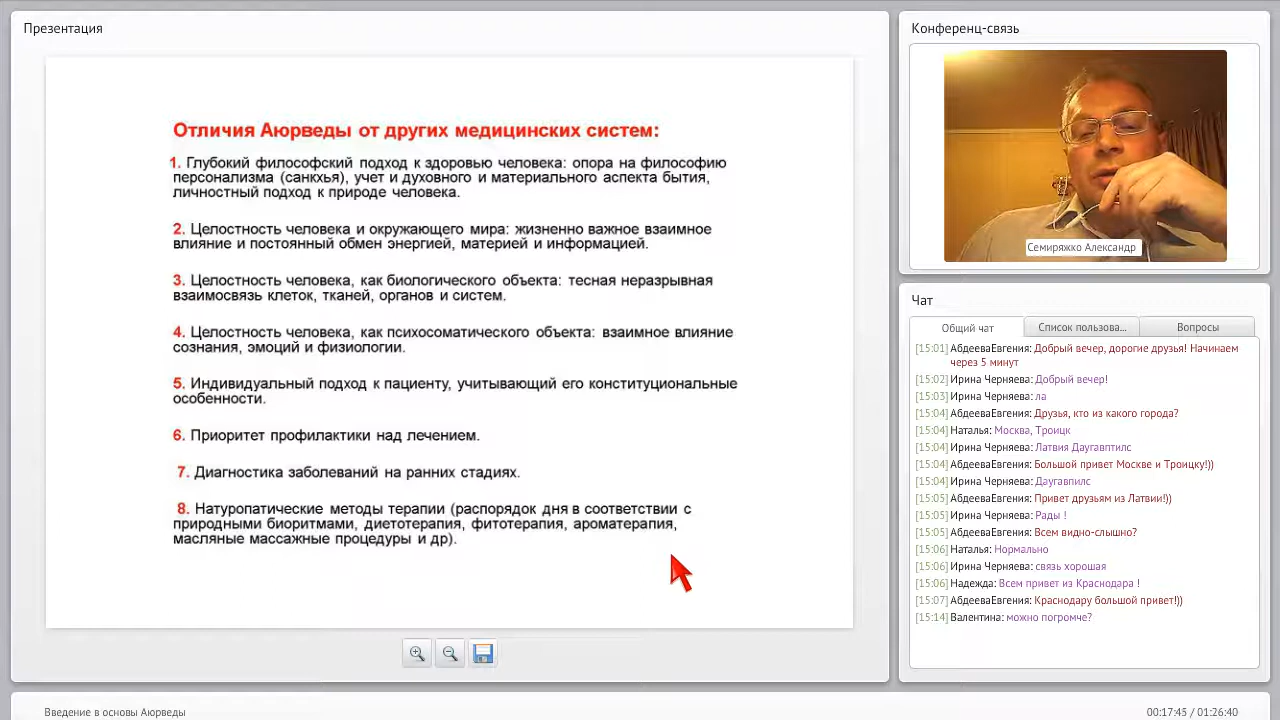 Презентация
Отличия Аюрведы от других медицинских систем:
1. Глубокий философский подход к здоровью человека: опора на философию
персонализма (санкхья), учет и духовного и материального аспекта бытия,
личностный подход к природе человека.
2. Целостность человека и окружающего мира: жизненно важное взаимное
влияние и постоянный обмен энергией, материей и информацией.
3. Целостность человека, как биологического объекта: тесная неразрывная
взаимосвязь клеток, тканей, органов и систем.
4. Целостность человека, как психосоматического объекта: взаимное влияние
сознания, эмоций и физиологии.
5. Индивидуальный подход к пациенту, учитывающий его конституциональные
особенности.
6. Приоритет профилактики над лечением.
7. Диагностика заболеваний на ранних стадиях.
8. Натуропатические методы терапии (распорядок дня в соответствии с
природными биоритмами, диетотерапия, фитотерапия, ароматерапия,
масляные массажные процедуры и др).
Конференц-связь
Семиряжко Александр
Чат
Общий чат
Список пользова...
Вопросы
[15:01] АбдееваЕвгения: Добрый вечер, дорогие друзья! Начинаем
через 5 минут
[15:02] Ирина Черняева: Добрый вечер!
[15:03] Ирина Черняева: ла
[15:04] АбдееваЕвгения: Друзья, кто из какого города?
[15:04] Наталья: Москва, Троицк
[15:04] Ирина Черняева: Латвия Даугавптилс
[15:04] АбдееваЕвгения: Большой привет Москве и Троицку!))
[15:04] Ирина Черняева: Даугавпилс
[15:05] АбдееваЕвгения: Привет друзьям из Латвии!))
[15:05] Ирина Черняева: Рады !
[15:05] АбдееваЕвгения: Всем видно-слышно?
[15:06] Наталья: Нормально
[15:06] Ирина Черняева: связь хорошая
[15:06] Надежда: Всем привет из Краснодара !
[15:07] АбдееваЕвгения: Краснодару большой привет!))
[15:14] Валентина: можно погромче?
Введение в основы Аюрведы
00:17:45 / 01:26:40